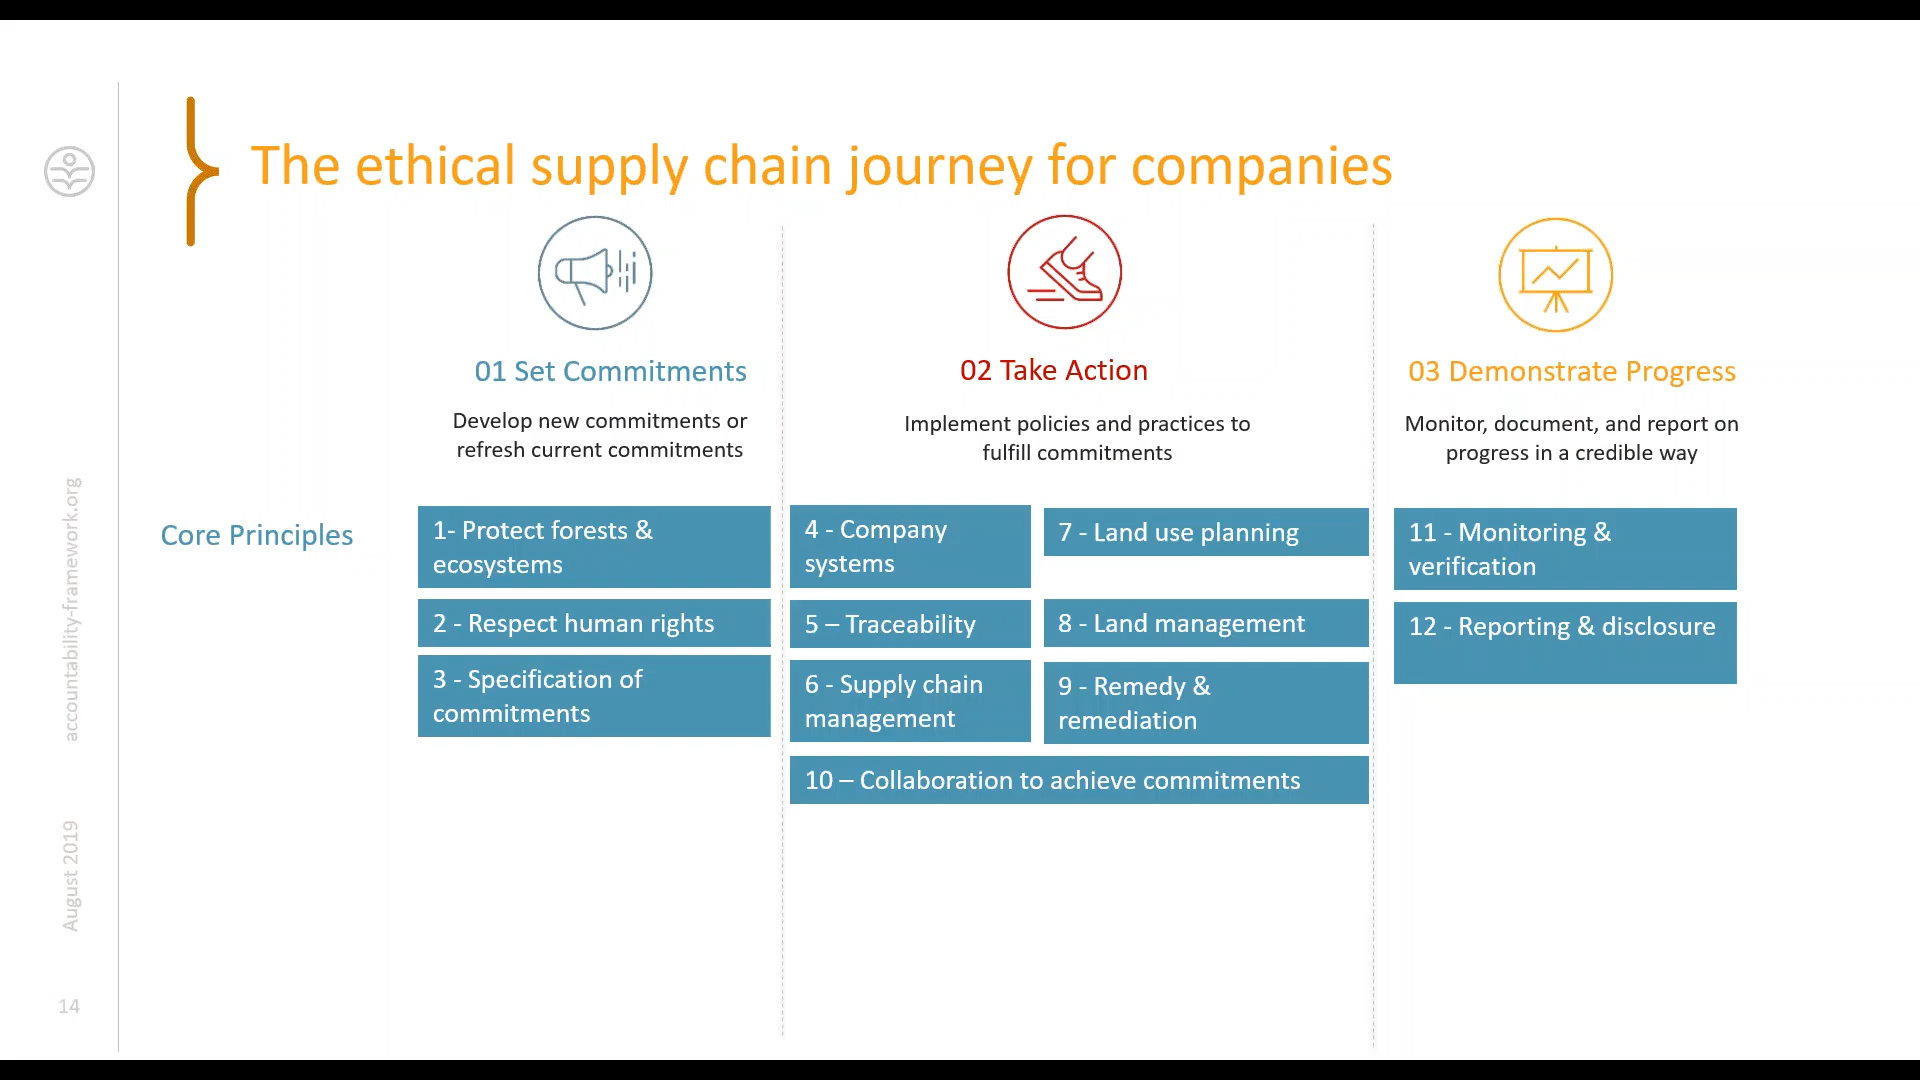 The ethical supply chain journey for companies
01 Set Commitments
Develop new commitments or
refresh current commitments
02 Take Action
Implement policies and practices to
fulfill commitments
03 Demonstrate Progress
Monitor, document, and report on
progress in a credible way
Core Principles
1- Protect forests &
ecosystems
2 - Respect human rights
3 - Specification of
commitments
4 - Company
systems
5 – Traceability
6 - Supply chain
management
7 - Land use planning
8 - Land management
9 - Remedy &
remediation
10 – Collaboration to achieve commitments
11 - Monitoring &
verification
12 - Reporting & disclosure
accountability-framework.org
August 2019
14